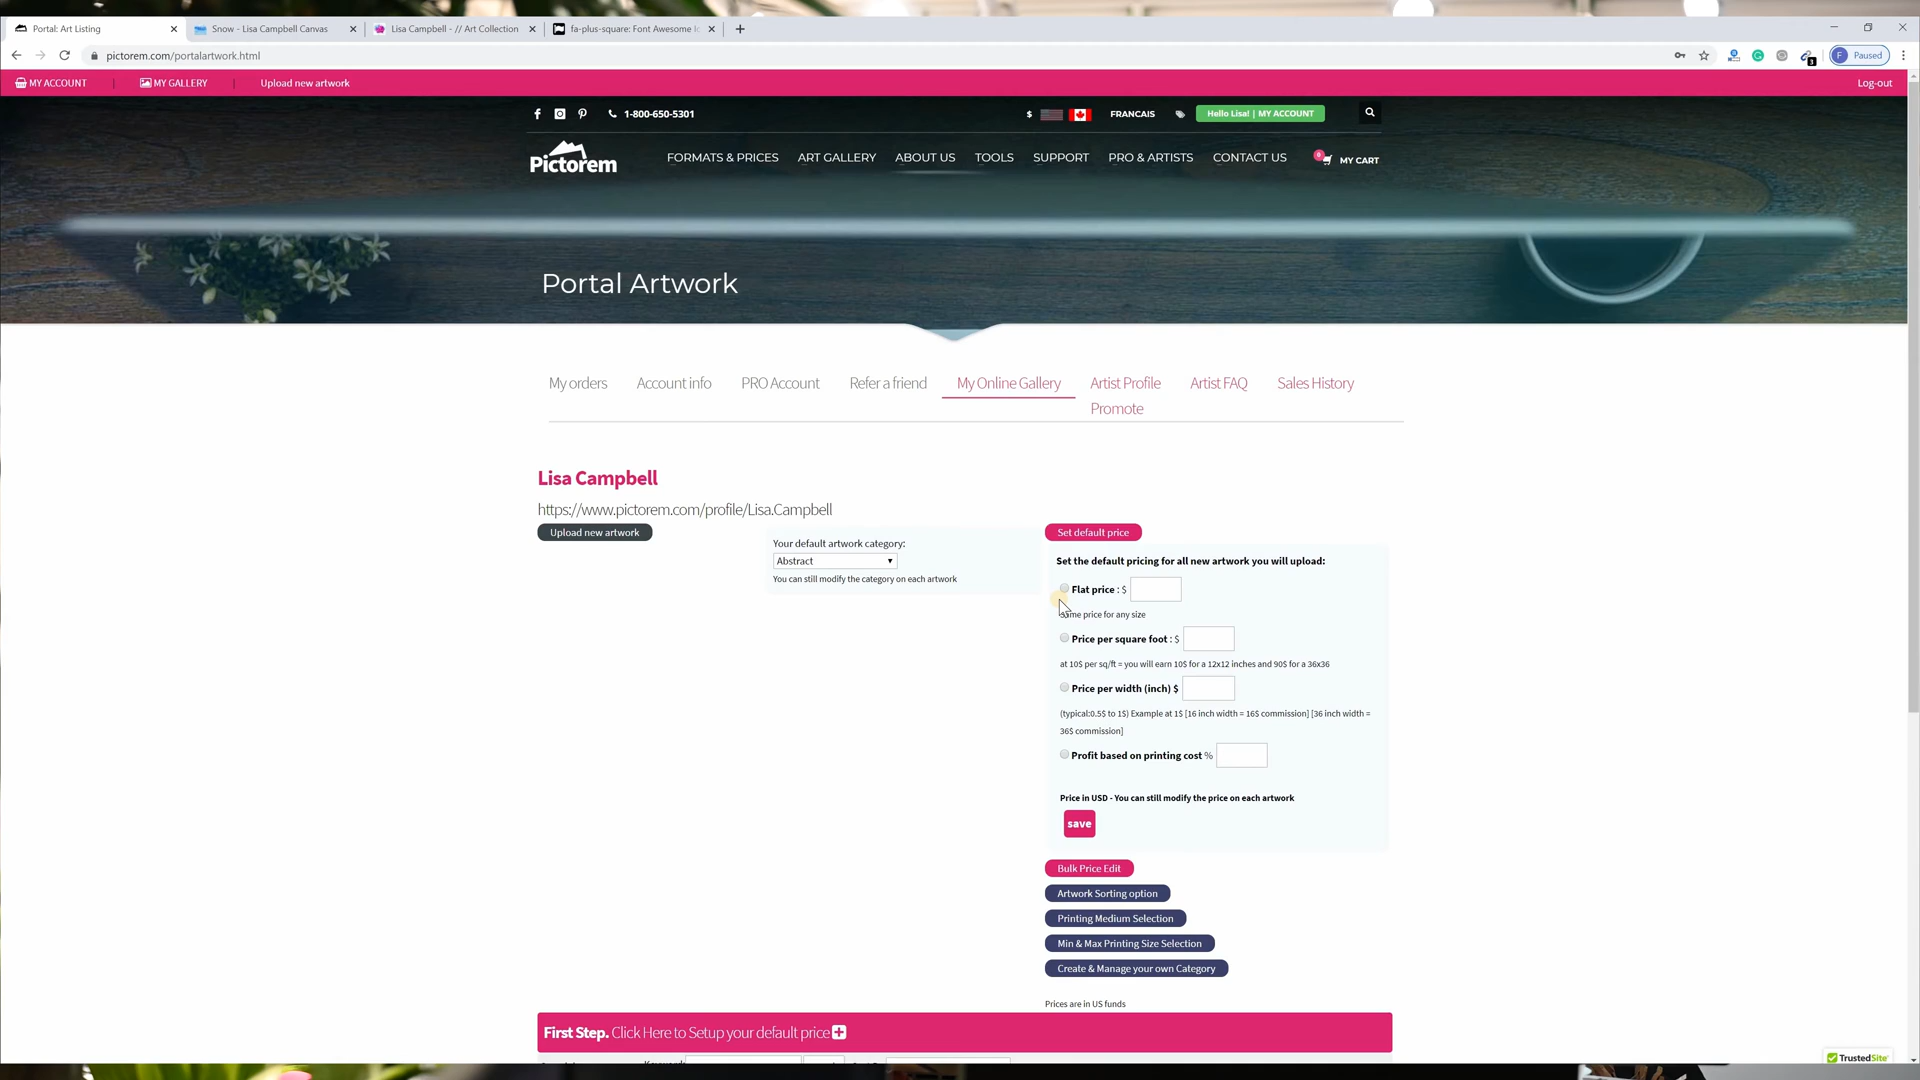 Portal: Art Listing
Snow - Lisa Campbell Canvas
Lisa Campbell - // Art Collection
fa-plus-square: Font Awesome Ic
pictorem.com/portalartwork.html
F Paused
3
MY ACCOUNT | MY GALLERY | Upload new artwork
Log-out
1-800-650-5301
$
FRANCAIS
Hello Lisa! | MY ACCOUNT
Pictorem
FORMATS & PRICES
ART GALLERY
ABOUT US
TOOLS
SUPPORT
PRO & ARTISTS
CONTACT US
0
MY CART
Portal Artwork
My orders
Account info
PRO Account
Refer a friend
My Online Gallery
Artist Profile
Artist FAQ
Sales History
Promote
Lisa Campbell
https://www.pictorem.com/profile/Lisa.Campbell
Upload new artwork
Your default artwork category:
Abstract
You can still modify the category on each artwork
Set default price
Set the default pricing for all new artwork you will upload:
Flat price : $
same price for any size
Price per square foot : $
at 10$ per sq/ft = you will earn 10$ for a 12x12 inches and 90$ for a 36x36
Price per width (inch) $
(typical:0.5$ to 1$) Example at 1$ [16 inch width = 16$ commission] [36 inch width =
36$ commission]
Profit based on printing cost %
Price in USD - You can still modify the price on each artwork
save
Bulk Price Edit
Artwork Sorting option
Printing Medium Selection
Min & Max Printing Size Selection
Create & Manage your own Category
Prices are in US funds
First Step. Click Here to Setup your default price
TrustedSite